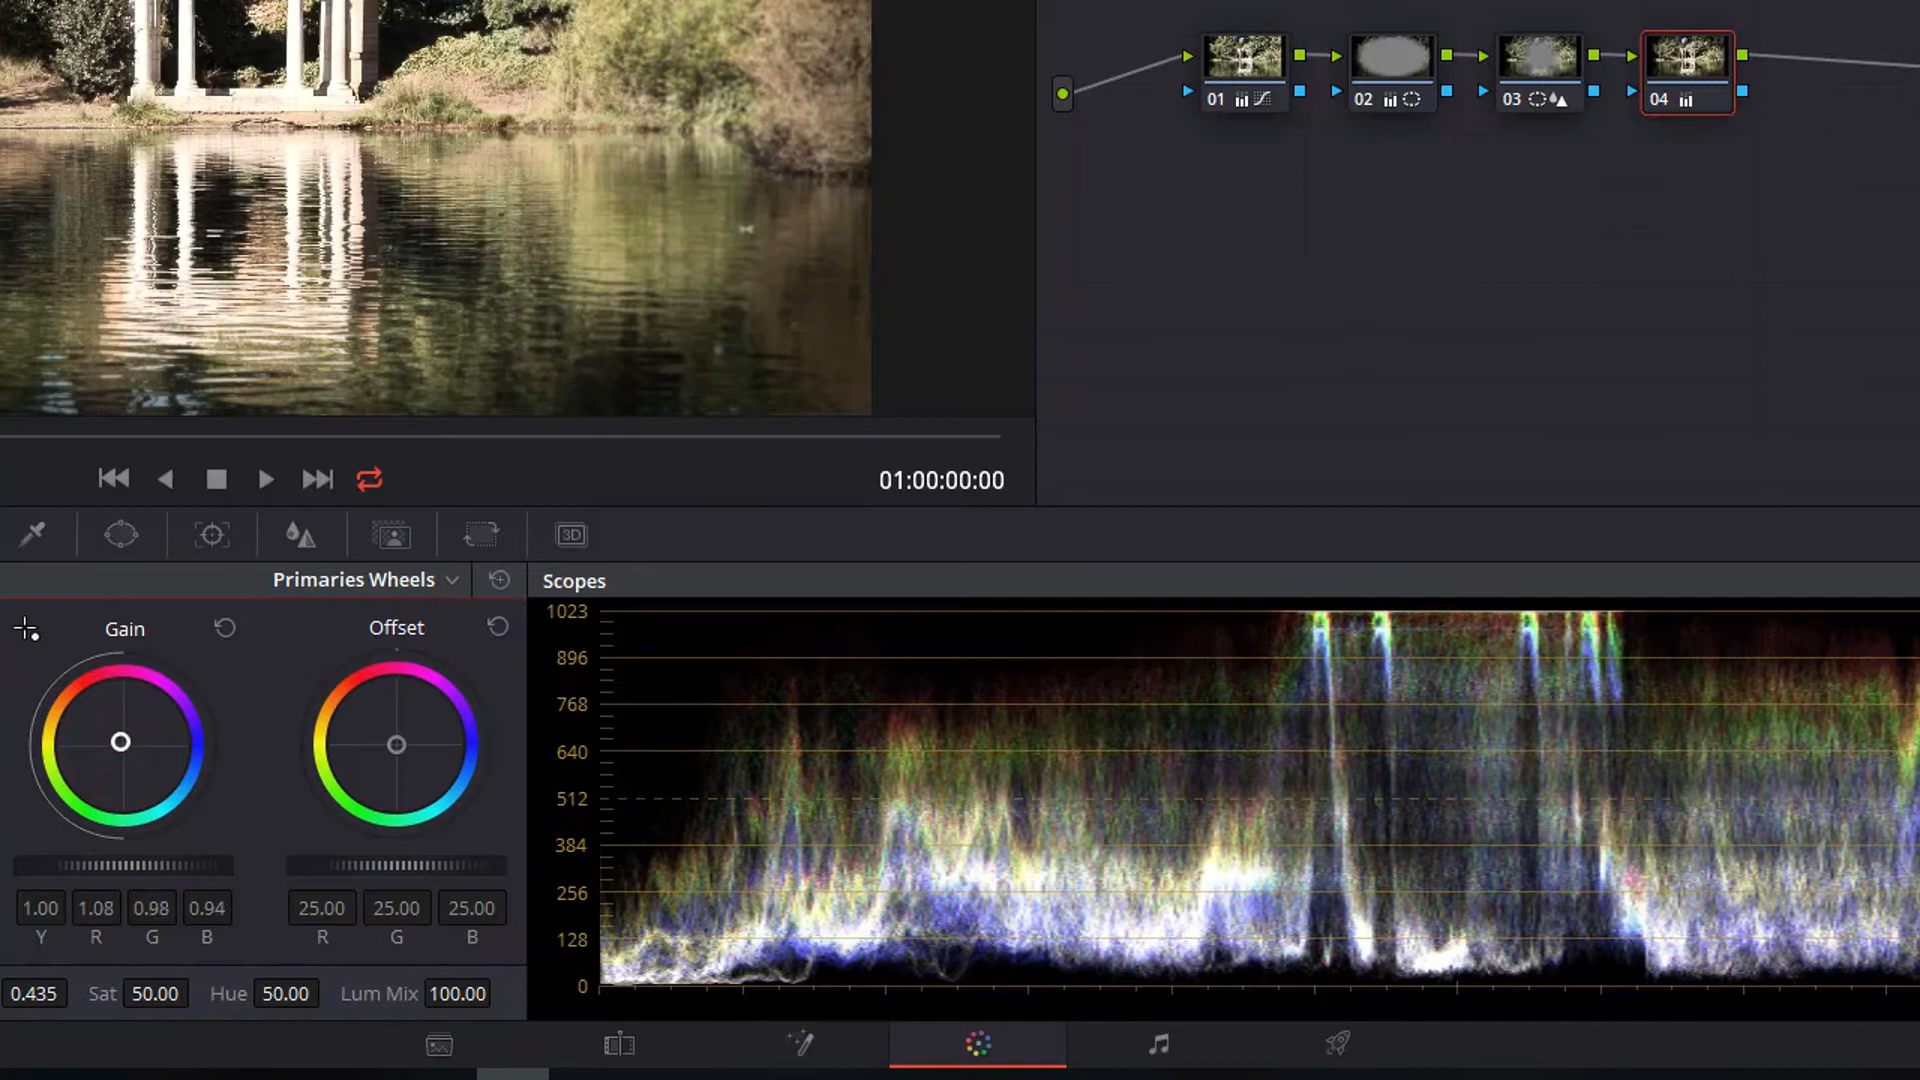 01
02
03
04
01:00:00:00
3D
Primaries Wheels
Scopes
Gain
Offset
1023
896
768
640
512
384
256
128
0
1.00 1.08 0.98 0.94
Y R G B
25.00 25.00 25.00
R G B
0.435 Sat 50.00 Hue 50.00 Lum Mix 100.00